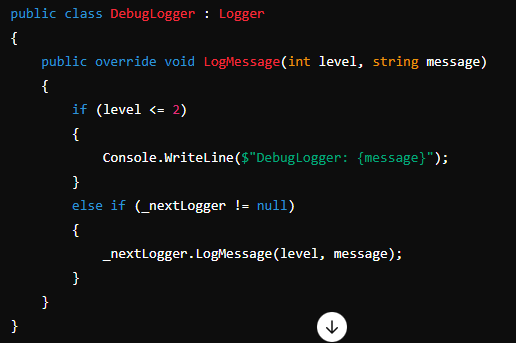 public class DebugLogger : Logger
{
    public override void LogMessage(int level, string message)
    {
        if (level <= 2)
        {
            Console.WriteLine($"DebugLogger: {message}");
        }
        else if (_nextLogger != null)
        {
            _nextLogger.LogMessage(level, message);
        }
    }
}